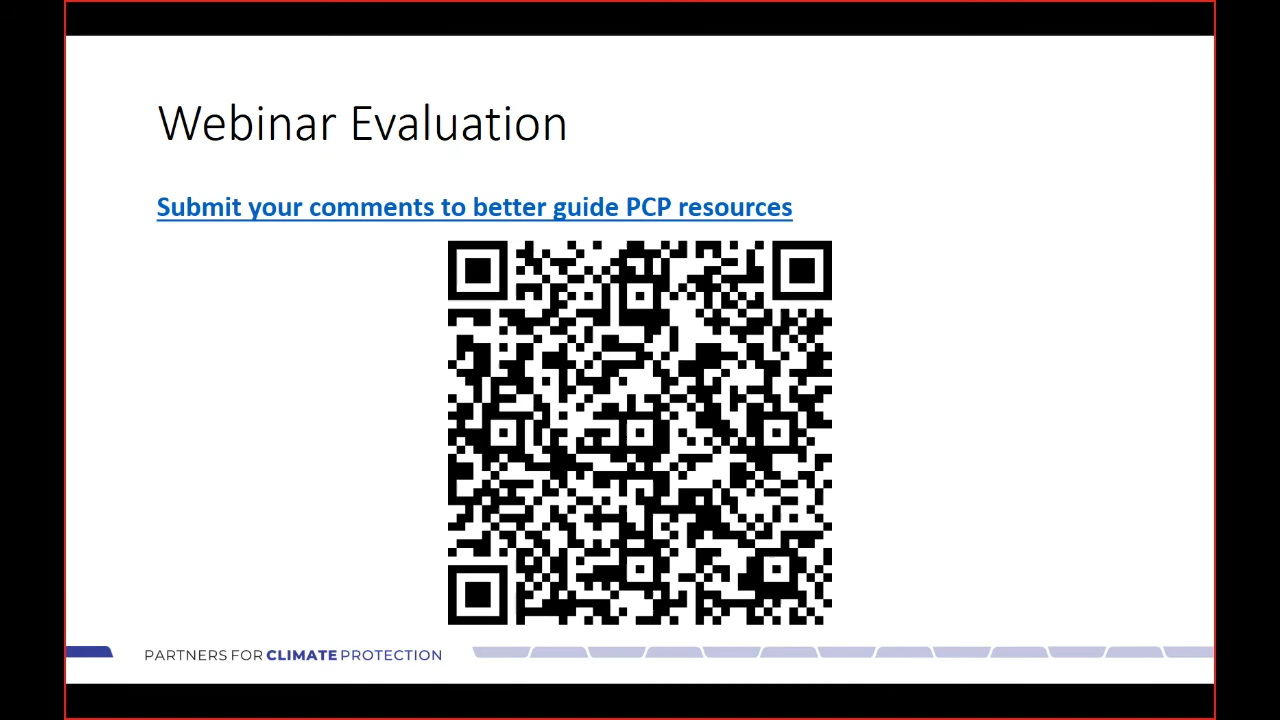 Webinar Evaluation
Submit your comments to better guide PCP resources
PARTNERS FOR CLIMATE PROTECTION